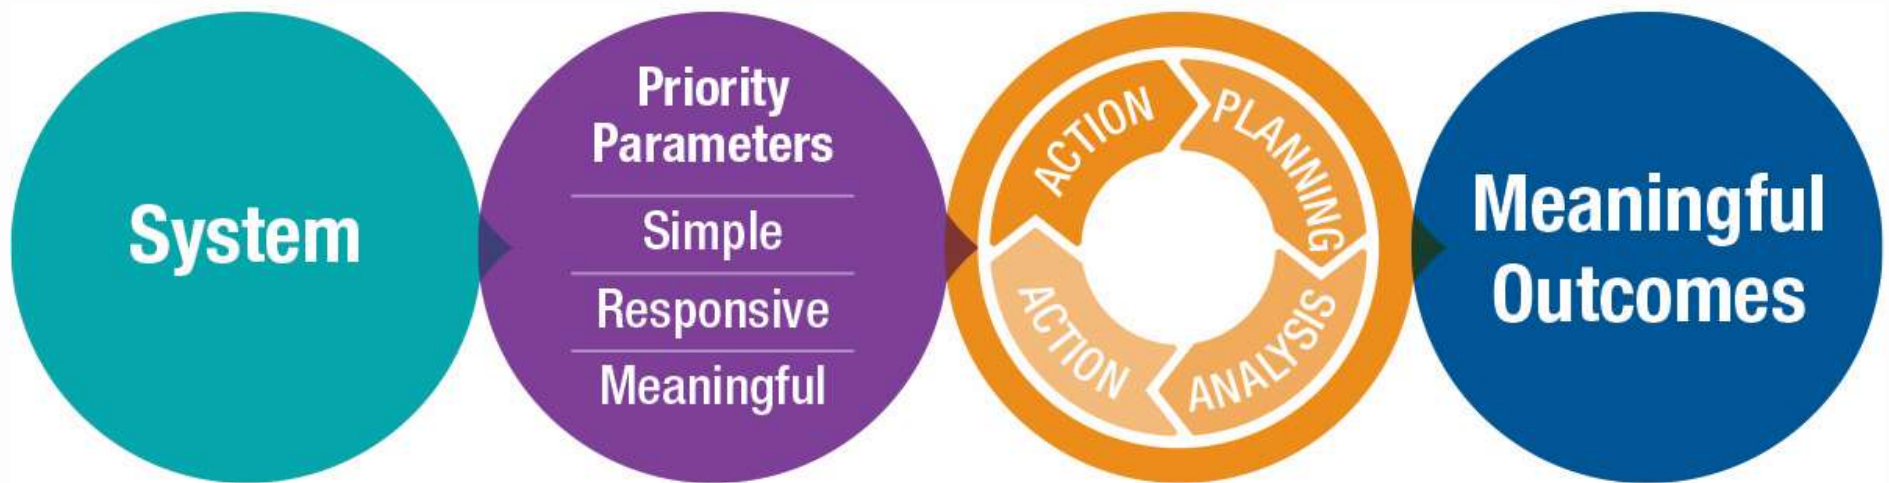 System
Priority
Parameters
Simple
Responsive
Meaningful
ACTION
PLANNING
ANALYSIS
ACTION
Meaningful
Outcomes